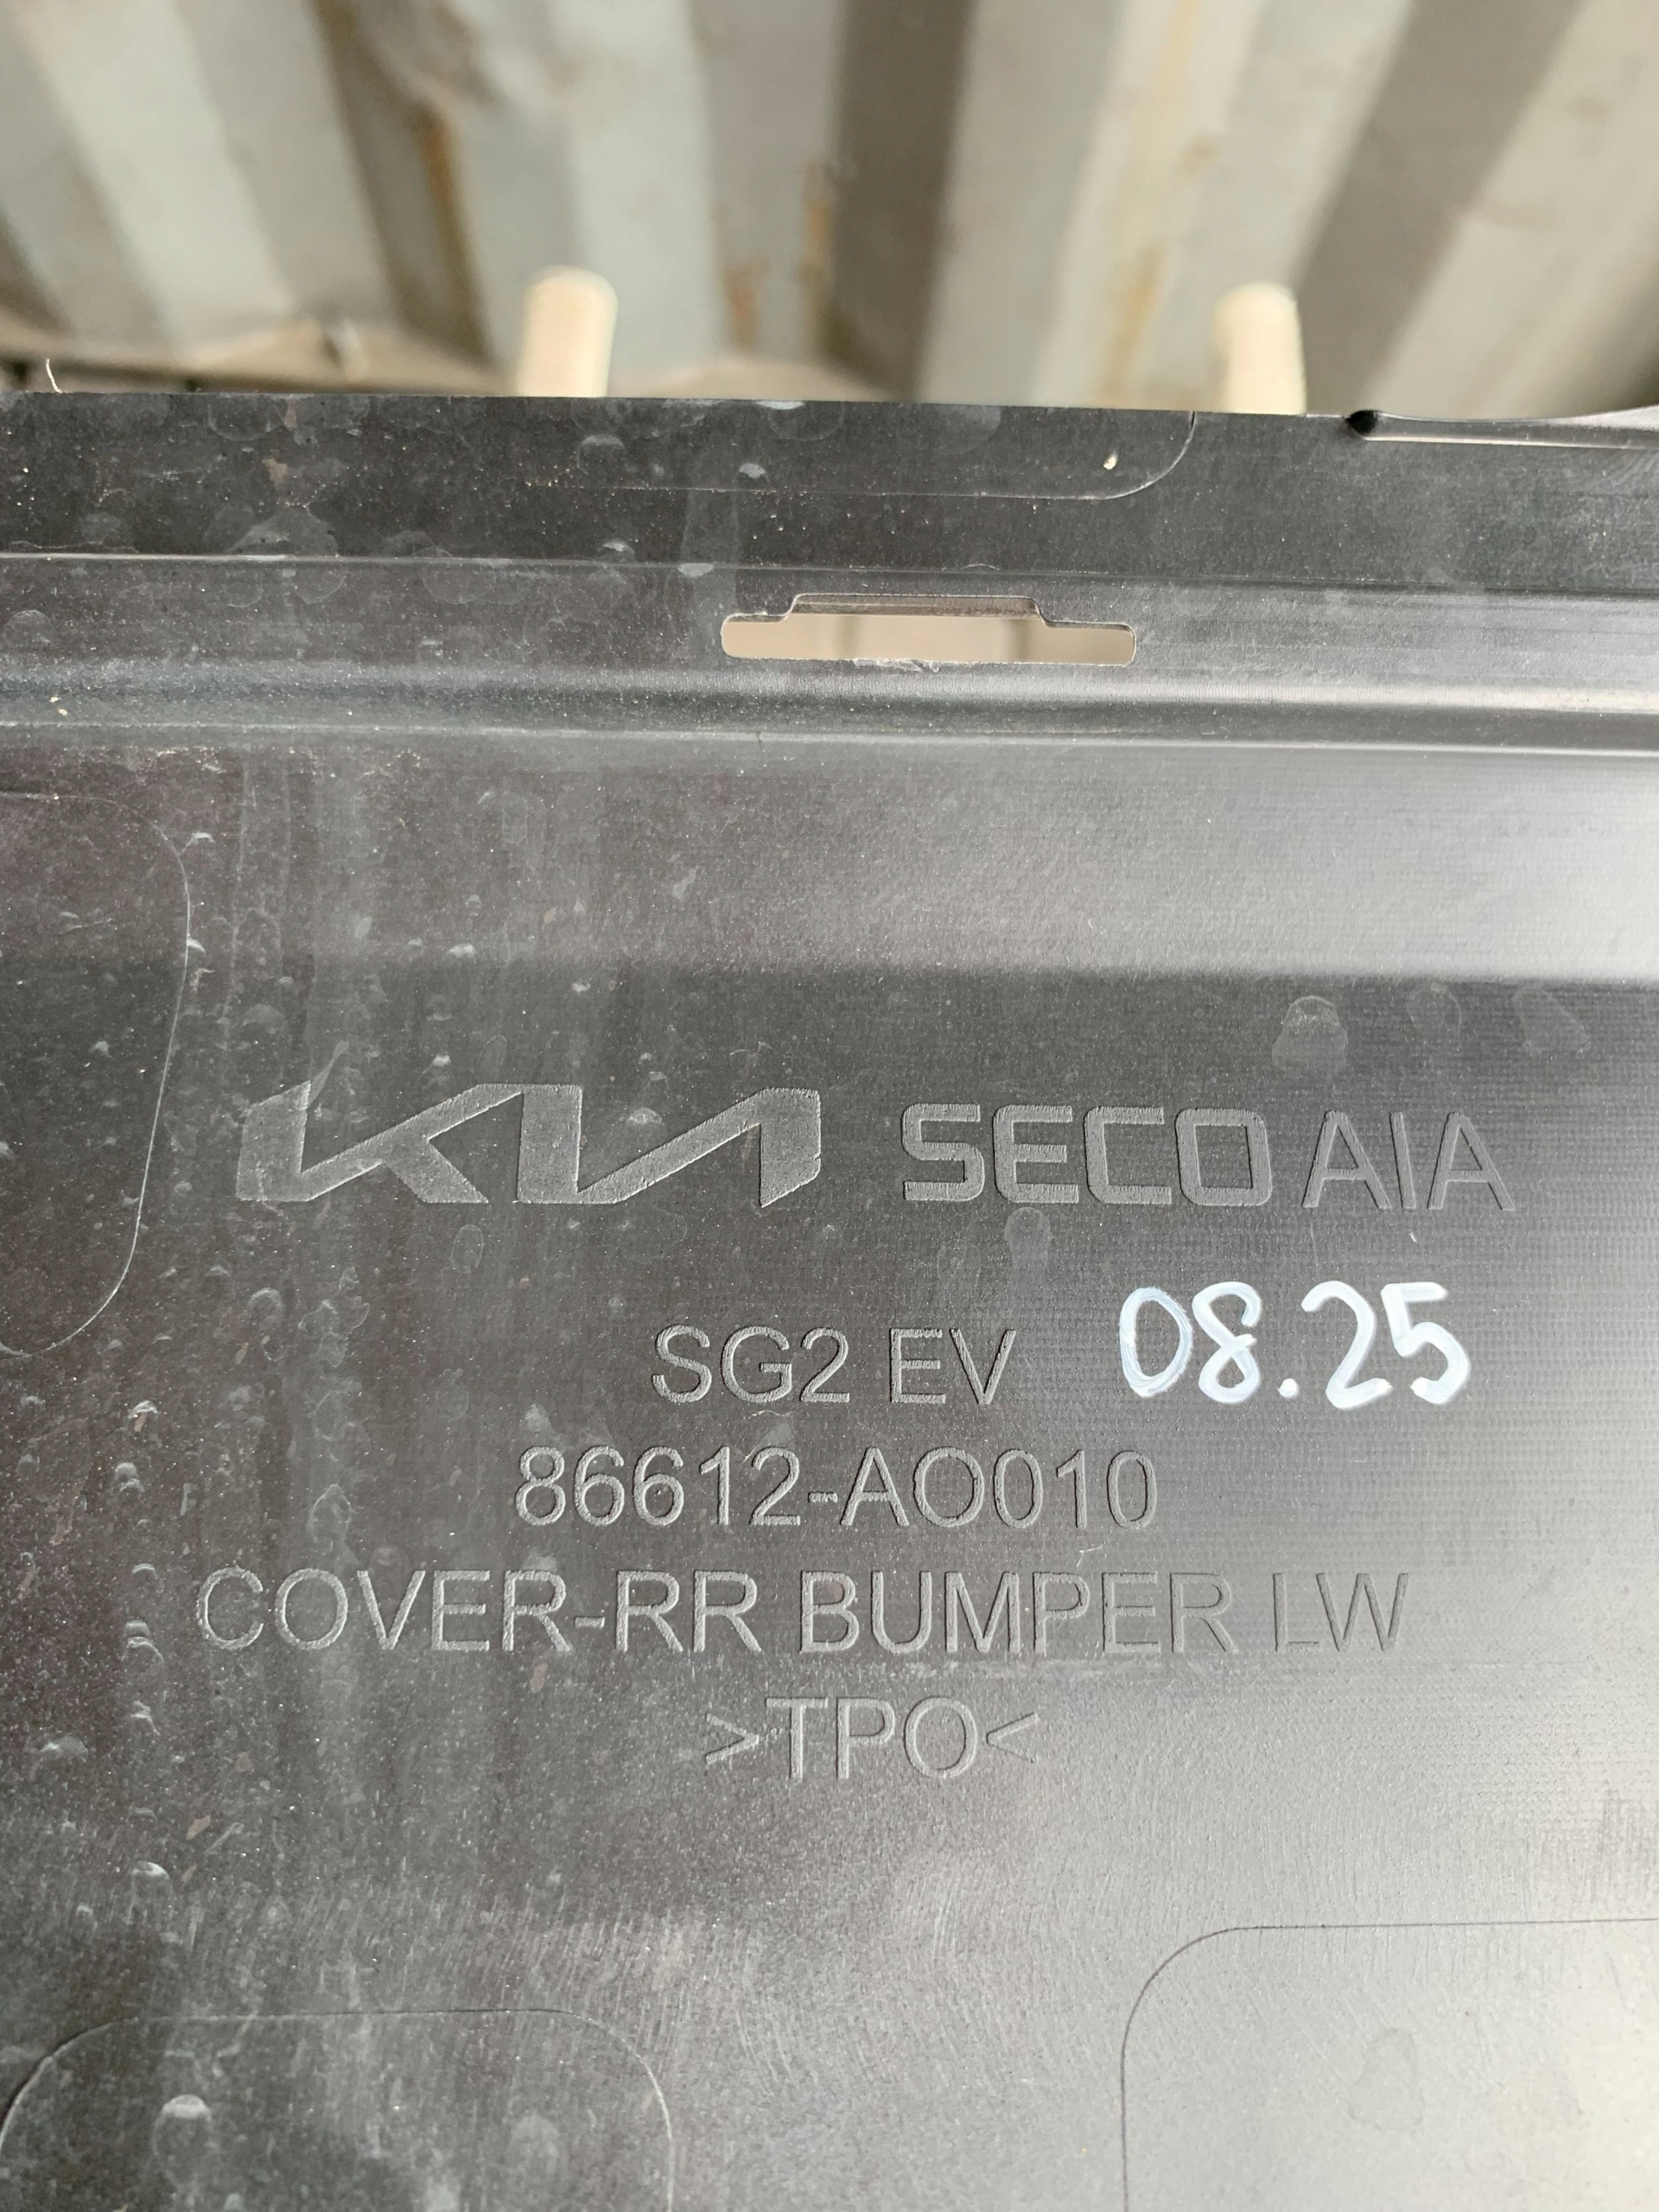 KIA SECO AIA
SG2 EV 08.25
86612-AO010
COVER-RR BUMPER LW
>TPO<